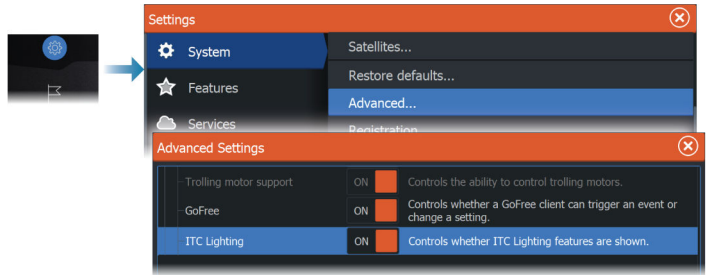 Settings
System
Satellites...
Restore defaults...
Features
Advanced...
Services
Registration
Advanced Settings
Trolling motor support
ON
Controls the ability to control trolling motors.
GoFree
ON
Controls whether a GoFree client can trigger an event or
change a setting.
ITC Lighting
ON
Controls whether ITC Lighting features are shown.